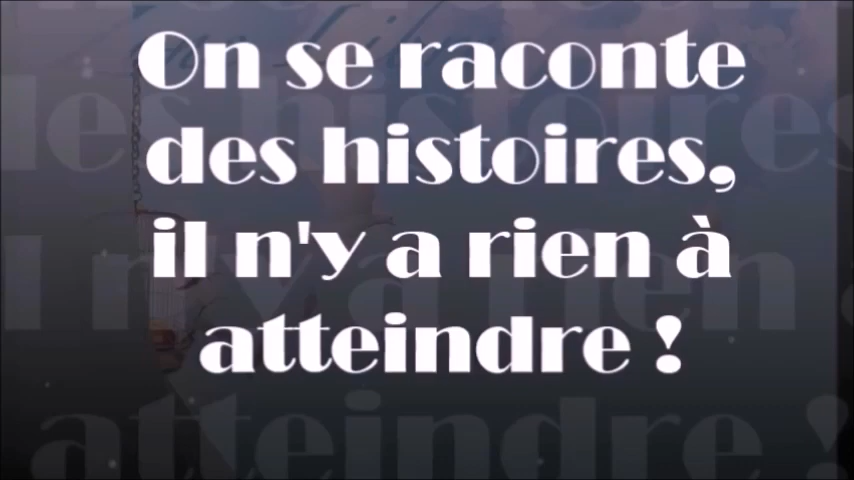 On se raconte
des histoires,
il n'y a rien à
atteindre !